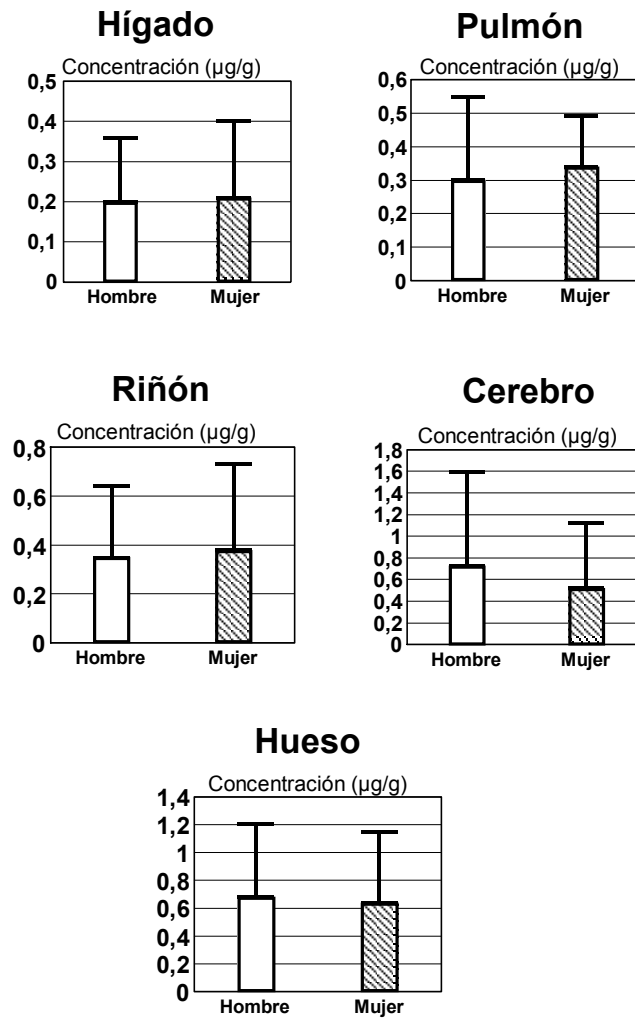 Hígado
Concentración (µg/g)
0,5
0,4
0,3
0,2
0,1
0
Hombre Mujer
Pulmón
Concentración (µg/g)
0,6
0,5
0,4
0,3
0,2
0,1
0
Hombre Mujer
Riñón
Concentración (µg/g)
0,8
0,6
0,4
0,2
0
Hombre Mujer
Cerebro
Concentración (µg/g)
1,8
1,6
1,4
1,2
1
0,8
0,6
0,4
0,2
0
Hombre Mujer
Hueso
Concentración (µg/g)
1,4
1,2
1
0,8
0,6
0,4
0,2
0
Hombre Mujer